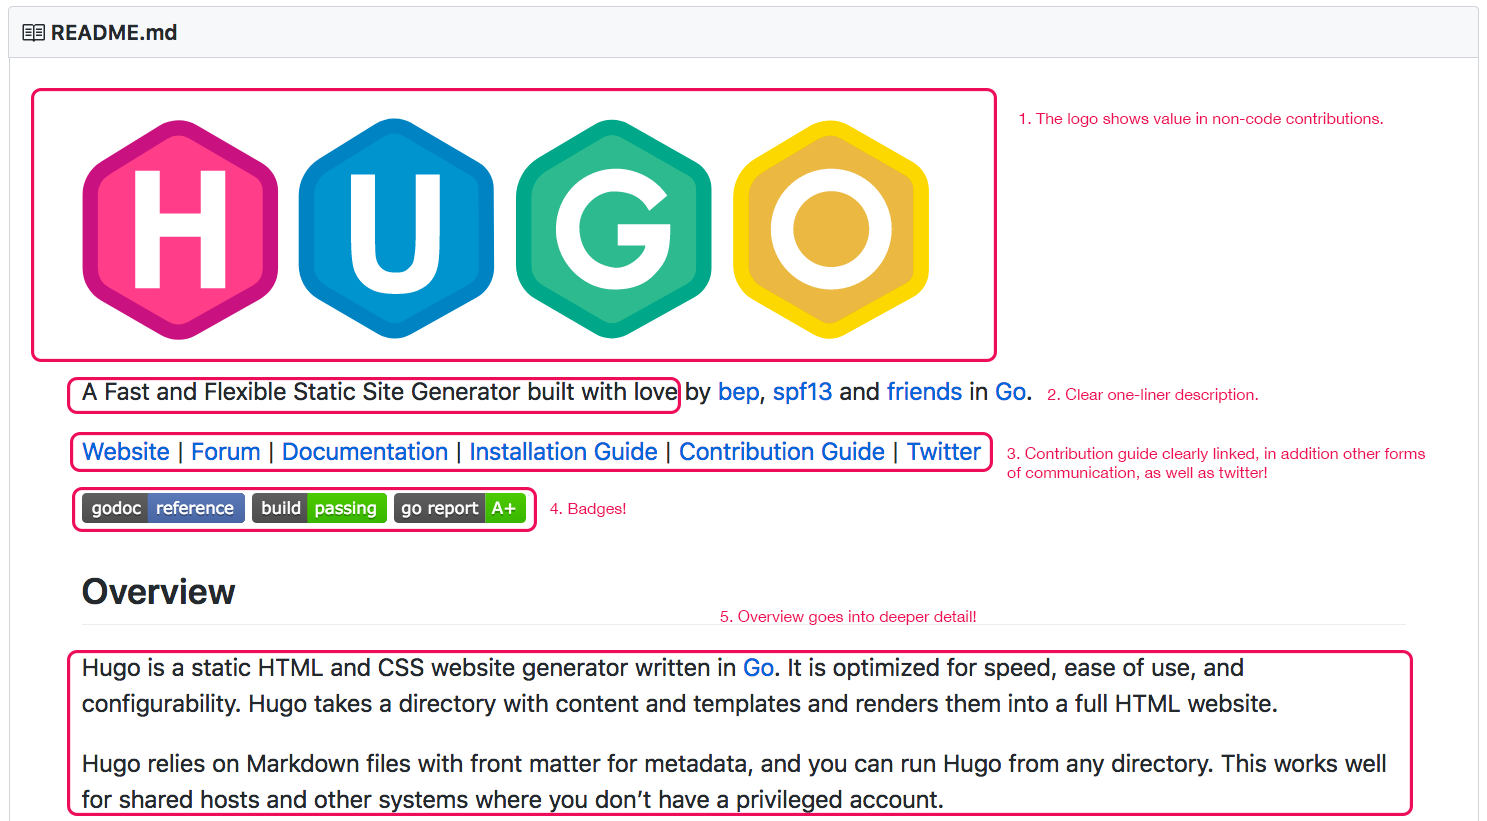 README.md
1. The logo shows value in non-code contributions.
HUGO
A Fast and Flexible Static Site Generator built with love by bep, spf13 and friends in Go.
2. Clear one-liner description.
Website | Forum | Documentation | Installation Guide | Contribution Guide | Twitter
3. Contribution guide clearly linked, in addition other forms
of communication, as well as twitter!
godoc reference build passing go report A+
4. Badges!
Overview
5. Overview goes into deeper detail!
Hugo is a static HTML and CSS website generator written in Go. It is optimized for speed, ease of use, and
configurability. Hugo takes a directory with content and templates and renders them into a full HTML website.
Hugo relies on Markdown files with front matter for metadata, and you can run Hugo from any directory. This works well
for shared hosts and other systems where you don’t have a privileged account.